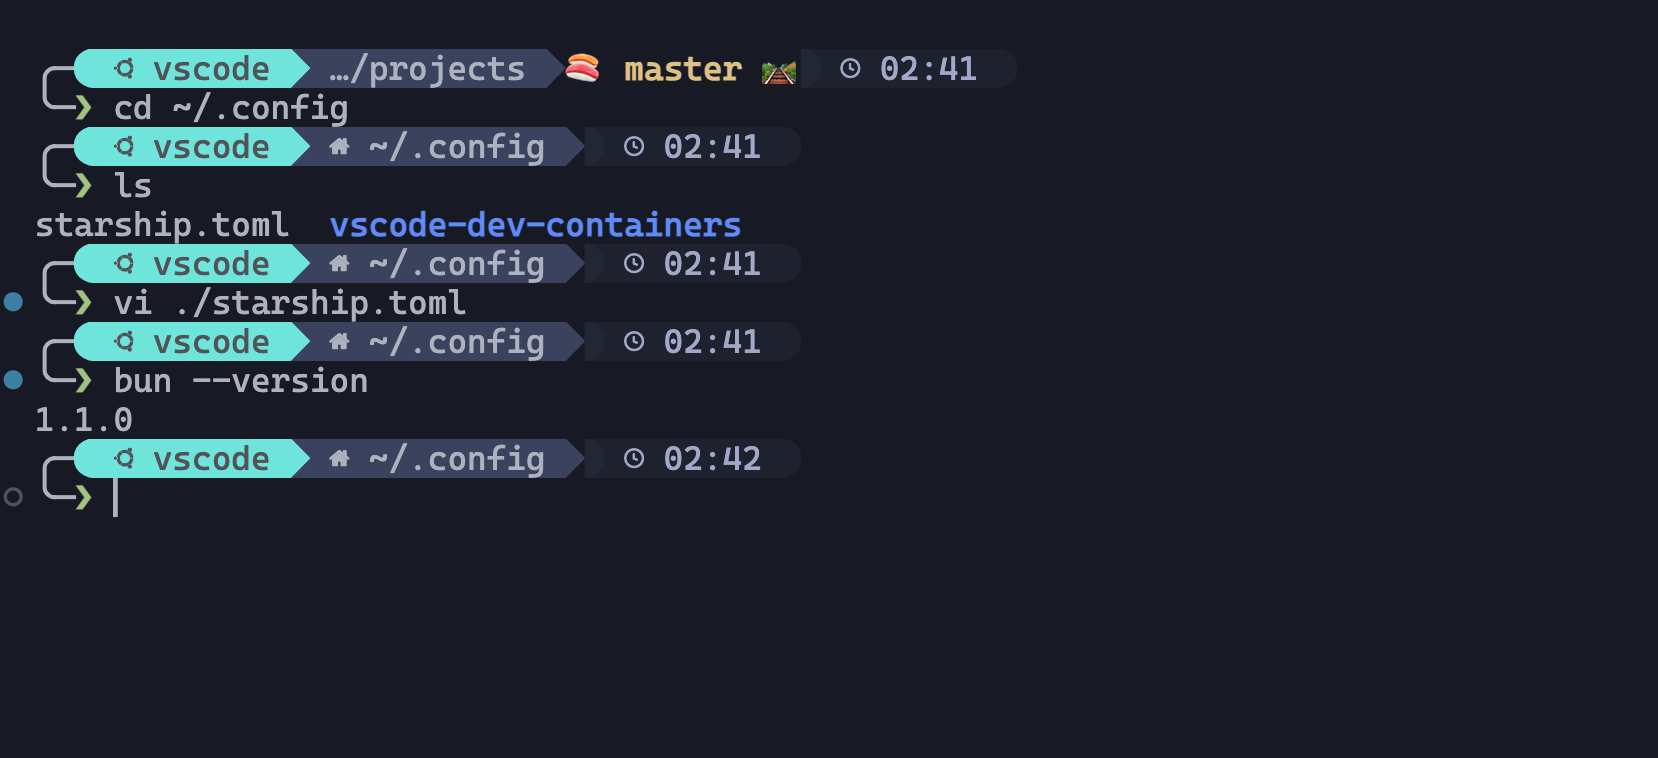 vscode …/projects 🍣 master 🛤️ 02:41
❯ cd ~/.config
vscode ~/.config 02:41
❯ ls
starship.toml vscode-dev-containers
vscode ~/.config 02:41
❯ vi ./starship.toml
vscode ~/.config 02:41
❯ bun --version
1.1.0
vscode ~/.config 02:42
❯